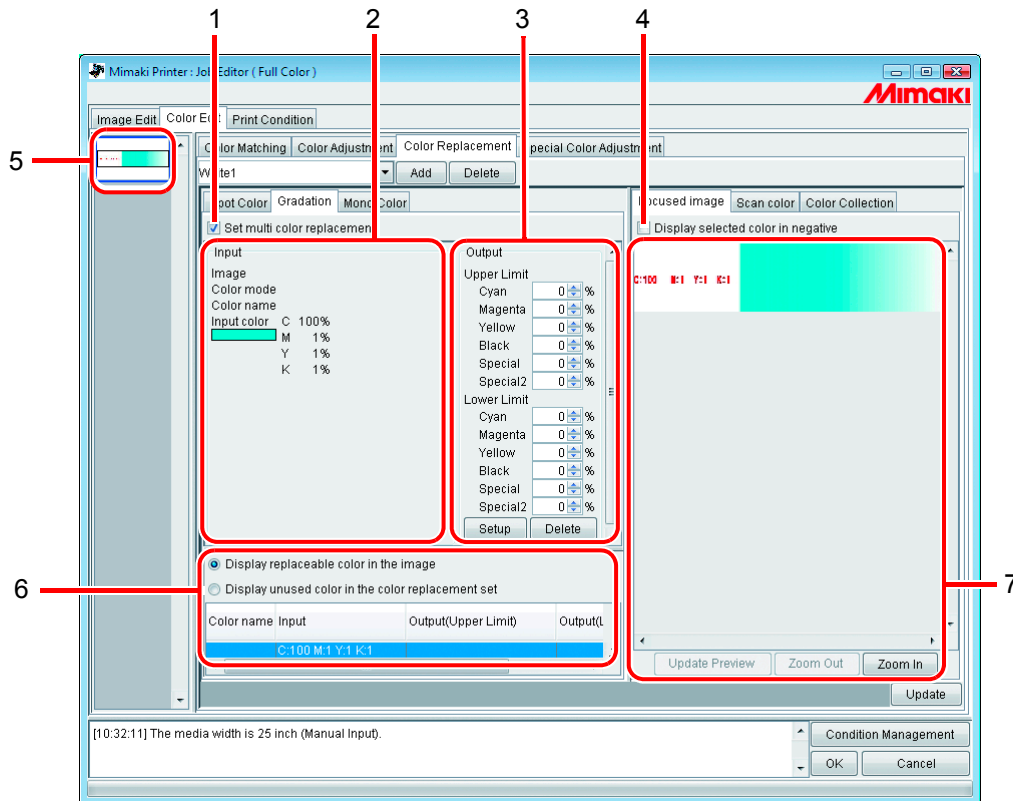 1 2 3 4
Mimaki Printer : Job Editor ( Full Color )
Mimaki
Image Edit Color Edit Print Condition
5
Color Matching Color Adjustment Color Replacement Special Color Adjustment
White1 Add Delete
Spot Color Gradation Mono Color
Focused image Scan color Color Collection
Set multi color replacement
Display selected color in negative
Input
Image
Color mode
Color name
Input color C 100%
M 1%
Y 1%
K 1%
Output
Upper Limit
Cyan 0 %
Magenta 0 %
Yellow 0 %
Black 0 %
Special 0 %
Special2 0 %
Lower Limit
Cyan 0 %
Magenta 0 %
Yellow 0 %
Black 0 %
Special 0 %
Special2 0 %
Setup Delete
C:100 M:1 Y:1 K:1
6
Display replaceable color in the image
Display unused color in the color replacement set
Color name Input Output(Upper Limit) Output(L
C:100 M:1 Y:1 K:1
7
Update Preview Zoom Out Zoom In
Update
[10:32:11] The media width is 25 inch (Manual Input).
Condition Management
OK Cancel